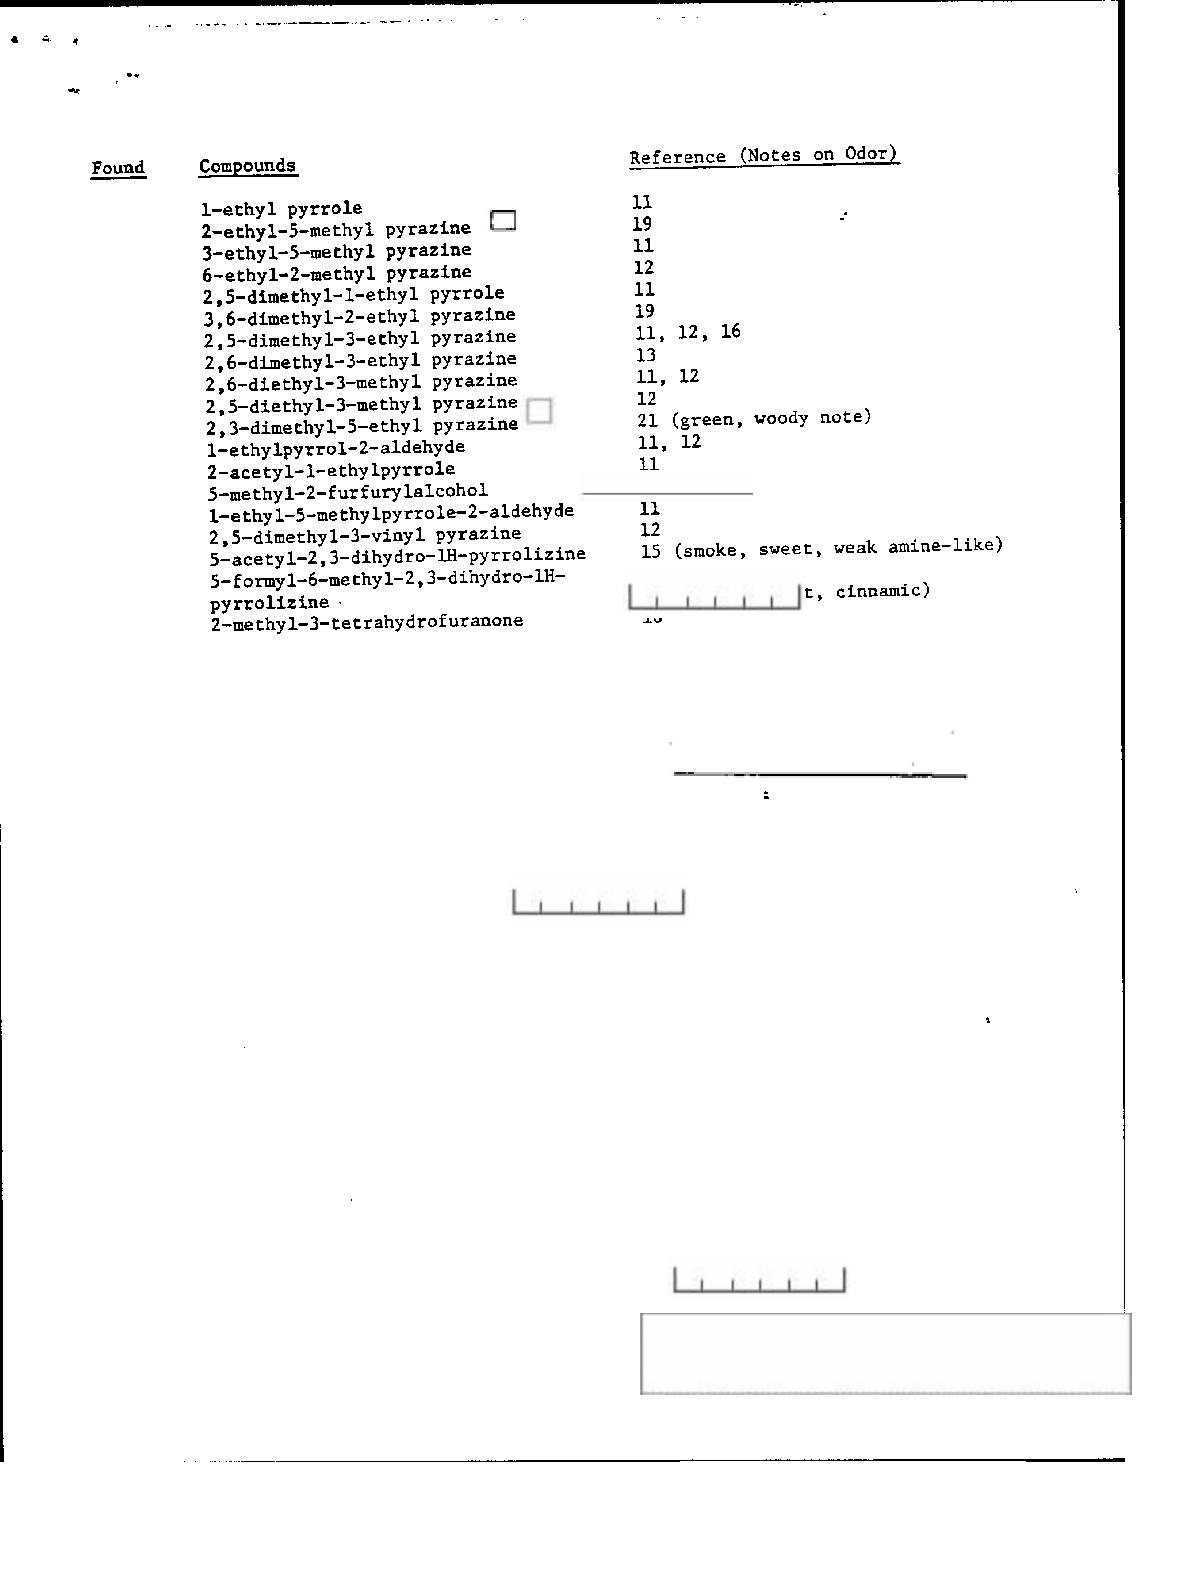 Found Compounds Reference (Notes on Odor)
1-ethyl pyrrole 11
2-ethyl-5-methyl pyrazine 19
3-ethyl-5-methyl pyrazine 11
6-ethyl-2-methyl pyrazine 12
2,5-dimethyl-1-ethyl pyrrole 11
3,6-dimethyl-2-ethyl pyrazine 19
2,5-dimethyl-3-ethyl pyrazine 11, 12, 16
2,6-dimethyl-3-ethyl pyrazine 13
2,6-diethyl-3-methyl pyrazine 11, 12
2,5-diethyl-3-methyl pyrazine 12
2,3-dimethyl-5-ethyl pyrazine 21 (green, woody note)
1-ethylpyrrol-2-aldehyde 11, 12
2-acetyl-1-ethylpyrrole 11
5-methyl-2-furfurylalcohol
1-ethyl-5-methylpyrrole-2-aldehyde 11
2,5-dimethyl-3-vinyl pyrazine 12
5-acetyl-2,3-dihydro-1H-pyrrolizine 15 (smoke, sweet, weak amine-like)
5-formyl-6-methyl-2,3-dihydro-1H-
pyrrolizine t, cinnamic)
2-methyl-3-tetrahydrofuranone